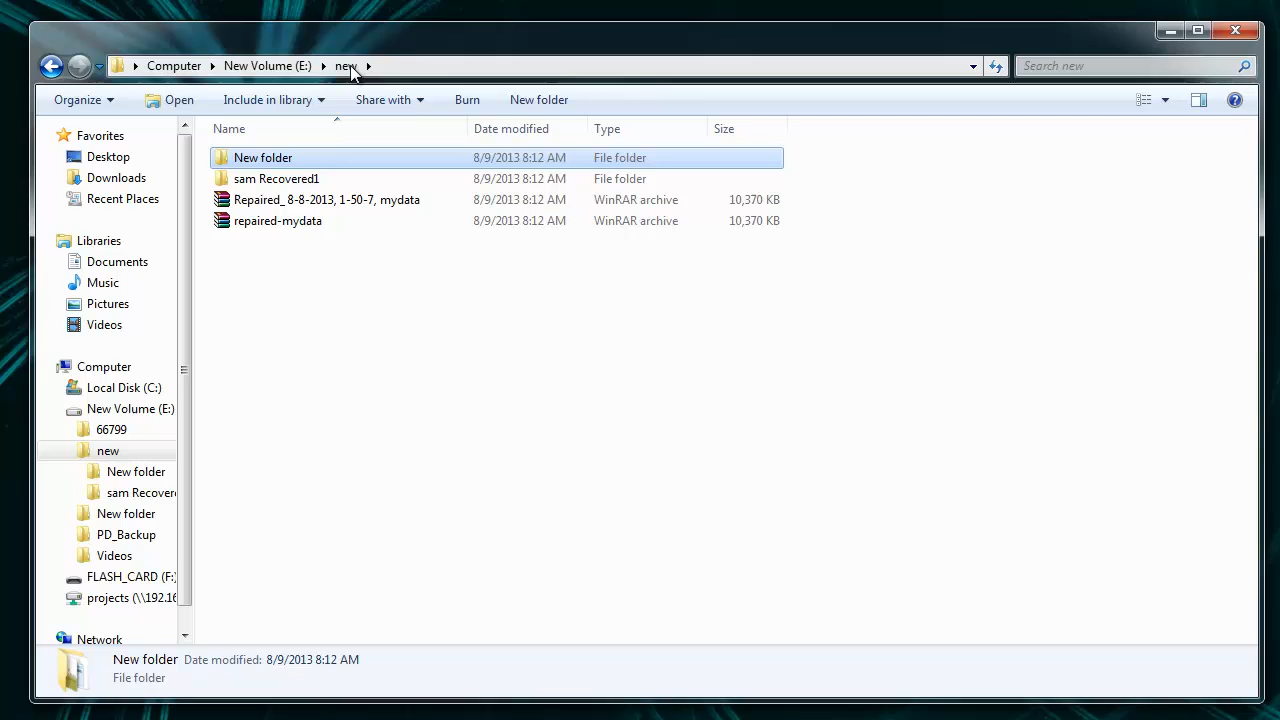 Computer New Volume (E:) new
Search new
Organize Open Include in library Share with Burn New folder
Name Date modified Type Size
New folder 8/9/2013 8:12 AM File folder
sam Recovered1 8/9/2013 8:12 AM File folder
Repaired_ 8-8-2013, 1-50-7, mydata 8/9/2013 8:12 AM WinRAR archive 10,370 KB
repaired-mydata 8/9/2013 8:12 AM WinRAR archive 10,370 KB
Favorites
Desktop
Downloads
Recent Places
Libraries
Documents
Music
Pictures
Videos
Computer
Local Disk (C:)
New Volume (E:)
66799
new
New folder
sam Recover
New folder
PD_Backup
Videos
FLASH_CARD (F:
projects (\\192.16
Network
New folder Date modified: 8/9/2013 8:12 AM
File folder